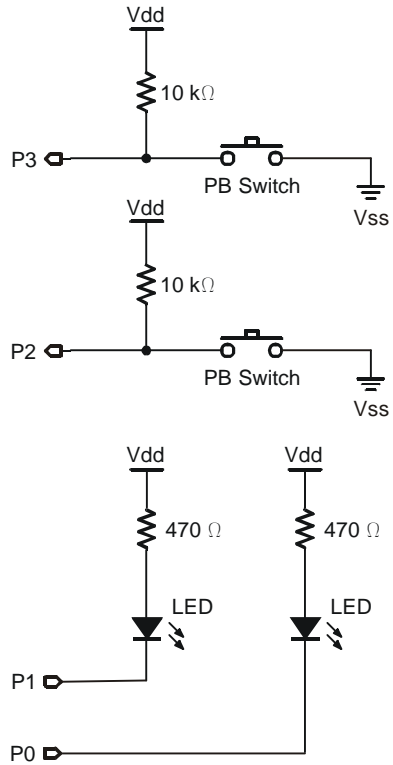 Vdd
10 kΩ
P3
PB Switch
Vss
Vdd
10 kΩ
P2
PB Switch
Vss
Vdd Vdd
470 Ω 470 Ω
LED LED
P1
P0